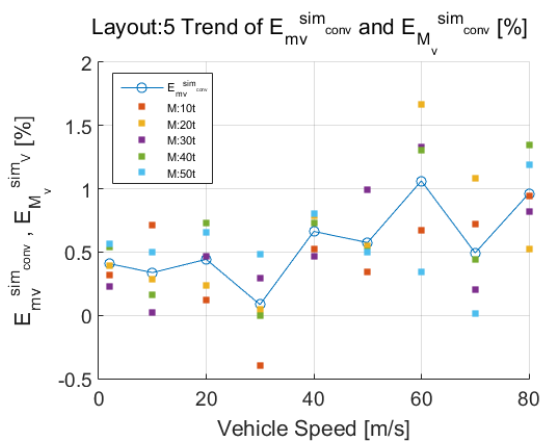 Layout:5 Trend of E_mv^sim_conv and E_M_v^sim_conv [%]
2
1.5
1
0.5
0
-0.5
E_mv^sim_conv , E_M_v^sim_V [%]
E_mv^sim_conv
M:10t
M:20t
M:30t
M:40t
M:50t
0 20 40 60 80
Vehicle Speed [m/s]